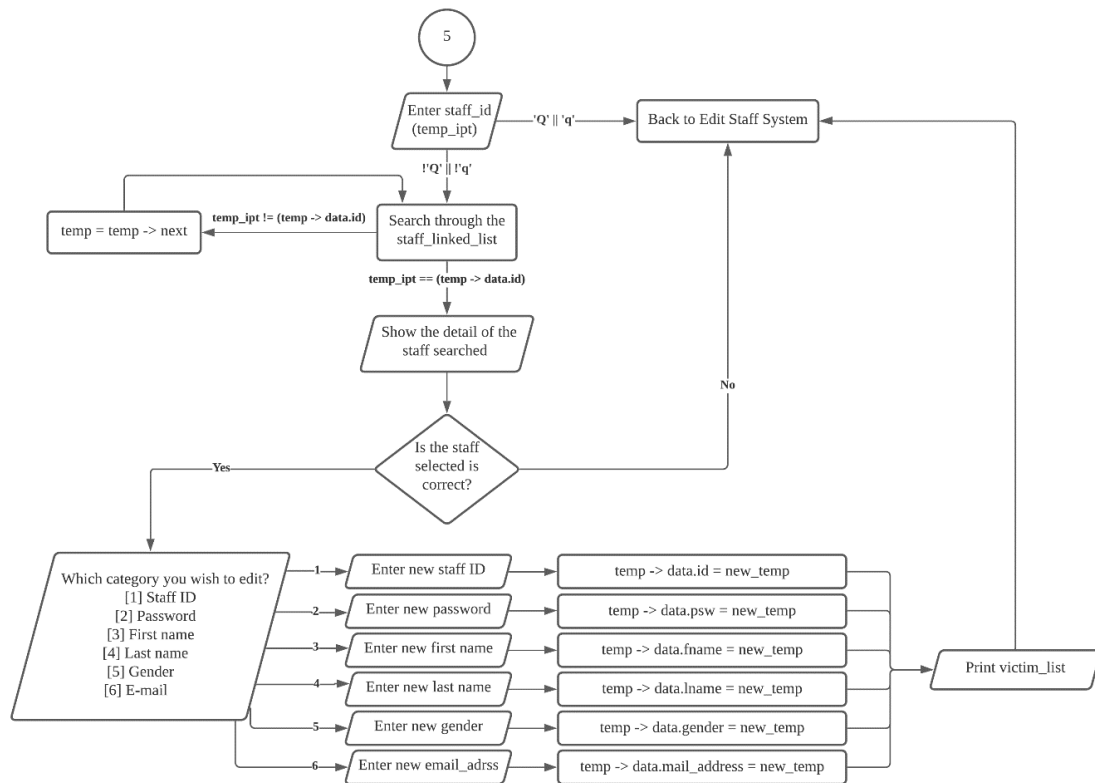 5
Enter staff_id
(temp_ipt)
'Q' || 'q'
Back to Edit Staff System
!'Q' || !'q'
temp = temp -> next
temp_ipt != (temp -> data.id)
Search through the
staff_linked_list
temp_ipt == (temp -> data.id)
Show the detail of the
staff searched
No
Is the staff
selected is
correct?
Yes
Which category you wish to edit?
[1] Staff ID
[2] Password
[3] First name
[4] Last name
[5] Gender
[6] E-mail
1
Enter new staff ID
temp -> data.id = new_temp
2
Enter new password
temp -> data.psw = new_temp
3
Enter new first name
temp -> data.fname = new_temp
4
Enter new last name
temp -> data.lname = new_temp
5
Enter new gender
temp -> data.gender = new_temp
6
Enter new email_adrss
temp -> data.mail_address = new_temp
Print victim_list